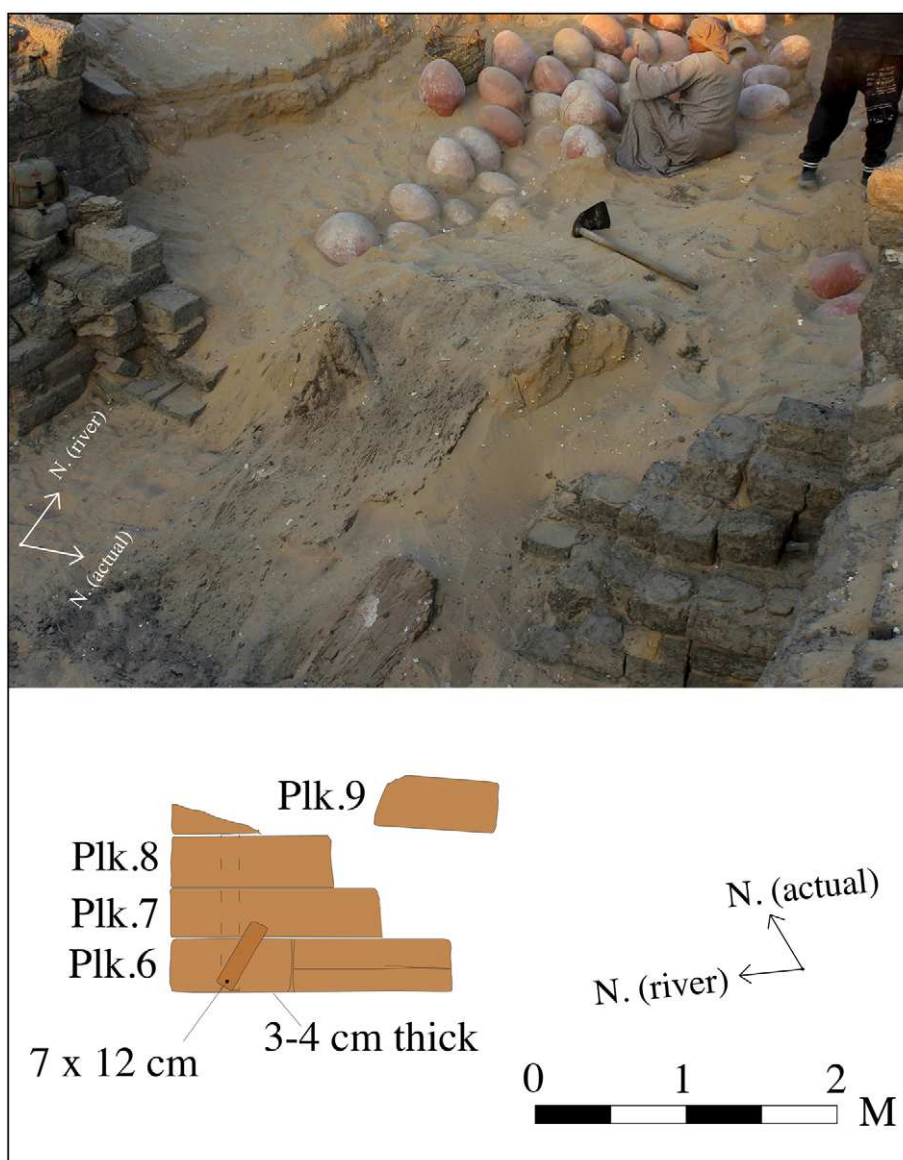 N. (river)
N. (actual)
Plk.9
Plk.8
Plk.7
Plk.6
7 x 12 cm
3-4 cm thick
N. (actual)
N. (river)
0 1 2
M